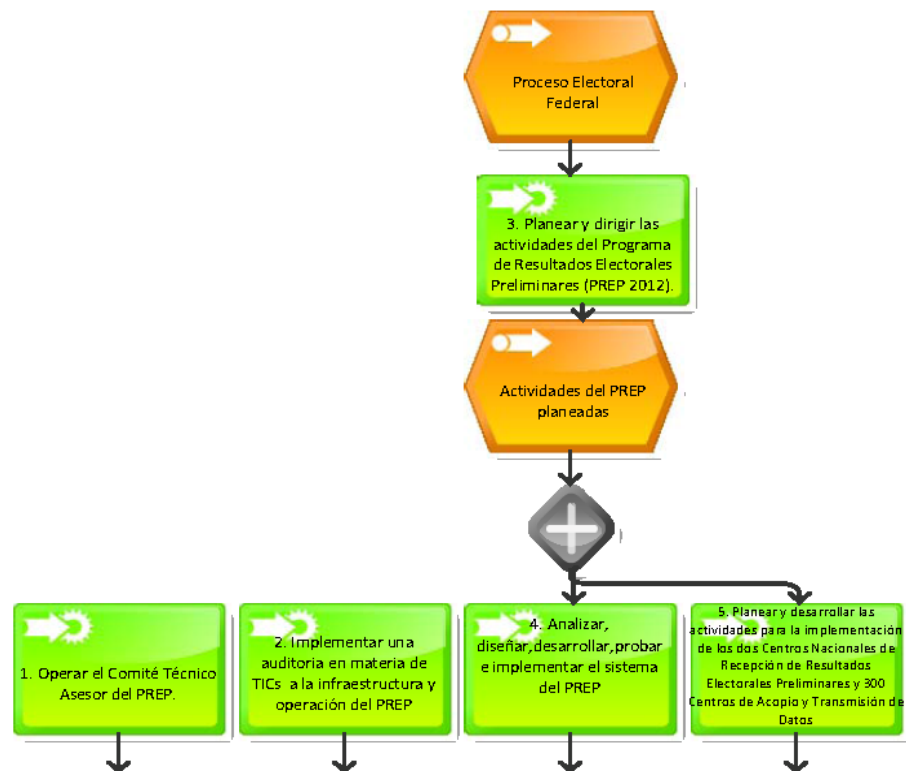 Proceso Electoral
Federal
3. Planear y dirigir las
actividades del Programa
de Resultados Electorales
Preliminares (PREP 2012).
Actividades del PREP
planeadas
1. Operar el Comité Técnico
Asesor del PREP.
2. Implementar una
auditoria en materia de
TICs a la infraestructura y
operación del PREP
4. Analizar,
diseñar,desarrollar,probar
e implementar el sistema
del PREP
5. Planear y desarrollar las
actividades para la implementación
de los dos Centros Nacionales de
Recepción de Resultados
Electorales Preliminares y 300
Centros de Acopio y Transmisión de
Datos